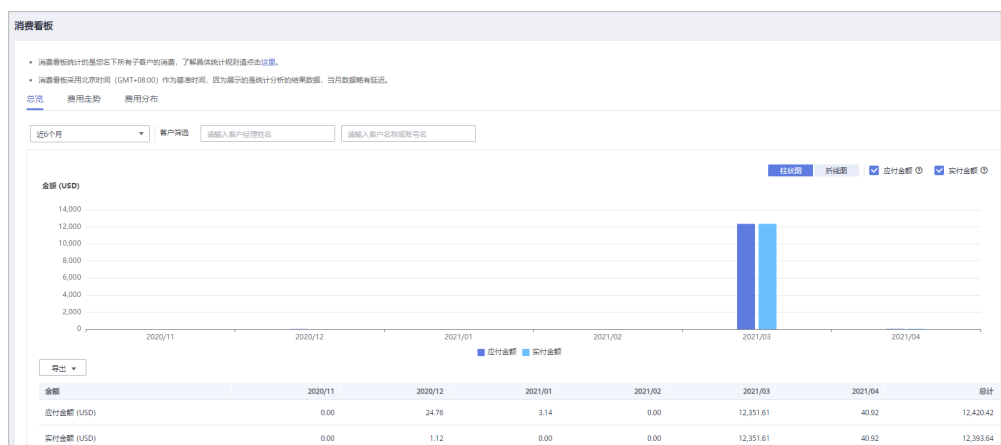 消费看板
• 消费看板统计的是您名下所有子客户的消费，了解具体统计规则请点击这里。
• 消费看板采用北京时间（GMT+08:00）作为基准时间，因为展示的是统计分析的结果数据，当月数据略有延迟。
总览 费用走势 费用分布
近6个月 客户筛选 请输入客户经理姓名 请输入客户名称或账号名
柱状图 折线图 应付金额 实付金额
金额 (USD)
14,000
12,000
10,000
8,000
6,000
4,000
2,000
0
2020/11 2020/12 2021/01 2021/02 2021/03 2021/04
应付金额 实付金额
导出
金额 2020/11 2020/12 2021/01 2021/02 2021/03 2021/04 总计
应付金额 (USD) 0.00 24.76 3.14 0.00 12,351.61 40.92 12,420.42
实付金额 (USD) 0.00 1.12 0.00 0.00 12,351.61 40.92 12,393.64